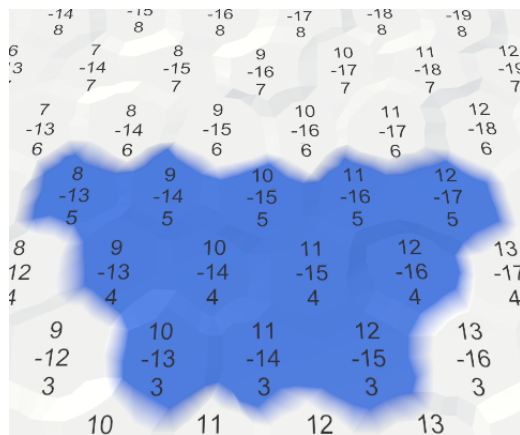 -14 -15 -16 -17 -18 -19
8 8 8 8 8 8
6 7 8 9 10 11 12
13 -14 -15 -16 -17 -18 -19
7 7 7 7 7 7
7 8 9 10 11 12
-13 -14 -15 -16 -17 -18
6 6 6 6 6 6
8 9 10 11 12
-13 -14 -15 -16 -17
5 5 5 5 5
8 9 10 11 12 13
12 -13 -14 -15 -16 -17
4 4 4 4 4 4
9 10 11 12 13
-12 -13 -14 -15 -16
3 3 3 3 3
10 11 12 13